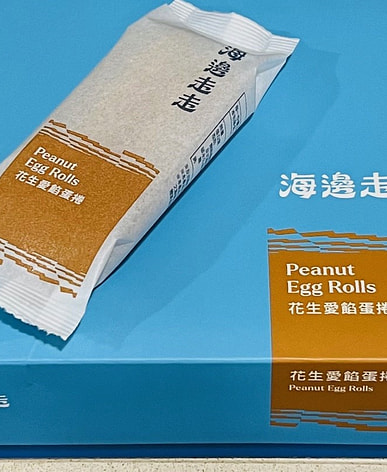 海邊走走
Peanut
Egg Rolls
花生愛餡蛋捲
海邊走
Peanut
Egg Rolls
花生愛餡蛋捲
花生愛餡蛋捲
Peanut Egg Rolls
走